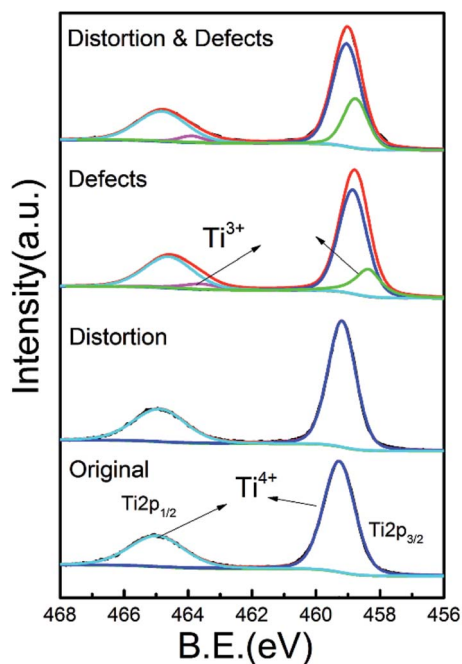 Distortion & Defects
Defects
Ti³⁺
Distortion
Original
Ti2p₁/₂
Ti⁴⁺
Ti2p₃/₂
Intensity(a.u.)
468 466 464 462 460 458 456
B.E.(eV)